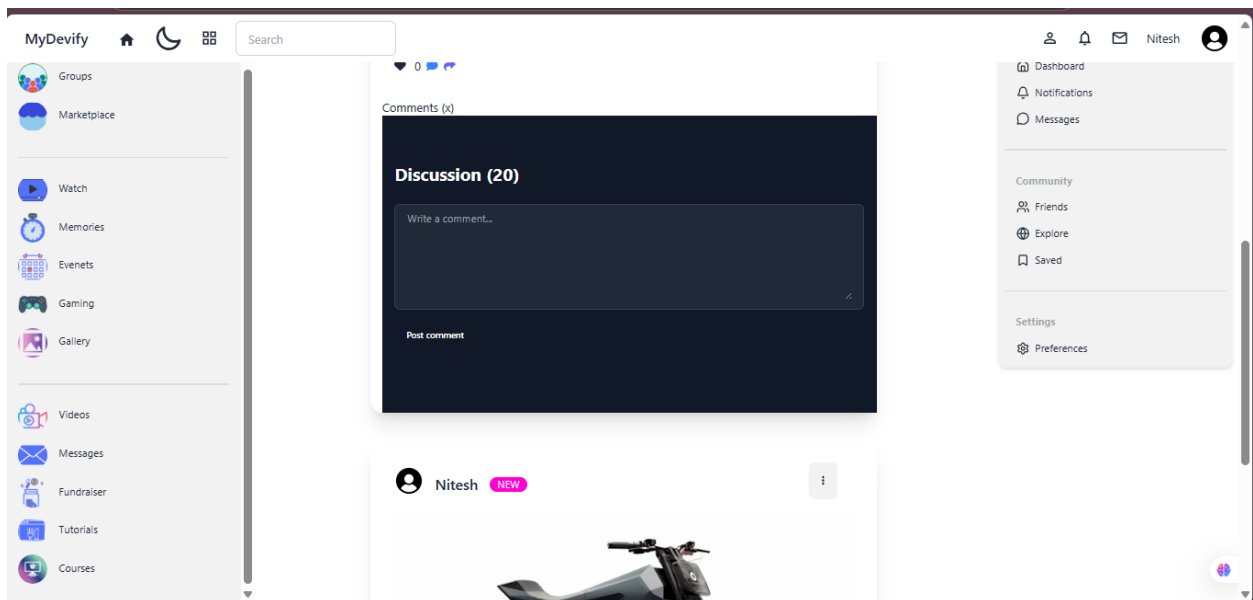 MyDevify
Search
Nitesh
Groups
Marketplace
Watch
Memories
Evenets
Gaming
Gallery
Videos
Messages
Fundraiser
Tutorials
Courses
0
Comments (x)
Discussion (20)
Write a comment...
Post comment
Nitesh NEW
Dashboard
Notifications
Messages
Community
Friends
Explore
Saved
Settings
Preferences